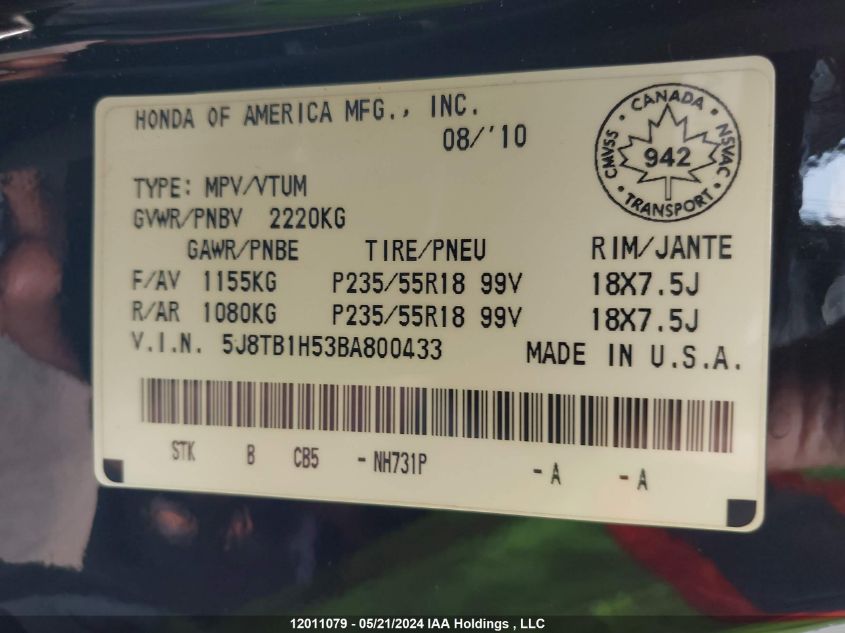 HONDA OF AMERICA MFG., INC.
08/'10
CANADA
CMVSS
NSVAC
942
TRANSPORT
TYPE: MPV/VTUM
GVWR/PNBV 2220KG
GAWR/PNBE TIRE/PNEU RIM/JANTE
F/AV 1155KG P235/55R18 99V 18X7.5J
R/AR 1080KG P235/55R18 99V 18X7.5J
V.I.N. 5J8TB1H53BA800433 MADE IN U.S.A.
STK B CB5 - NH731P - A - A
12011079 - 05/21/2024 IAA Holdings , LLC